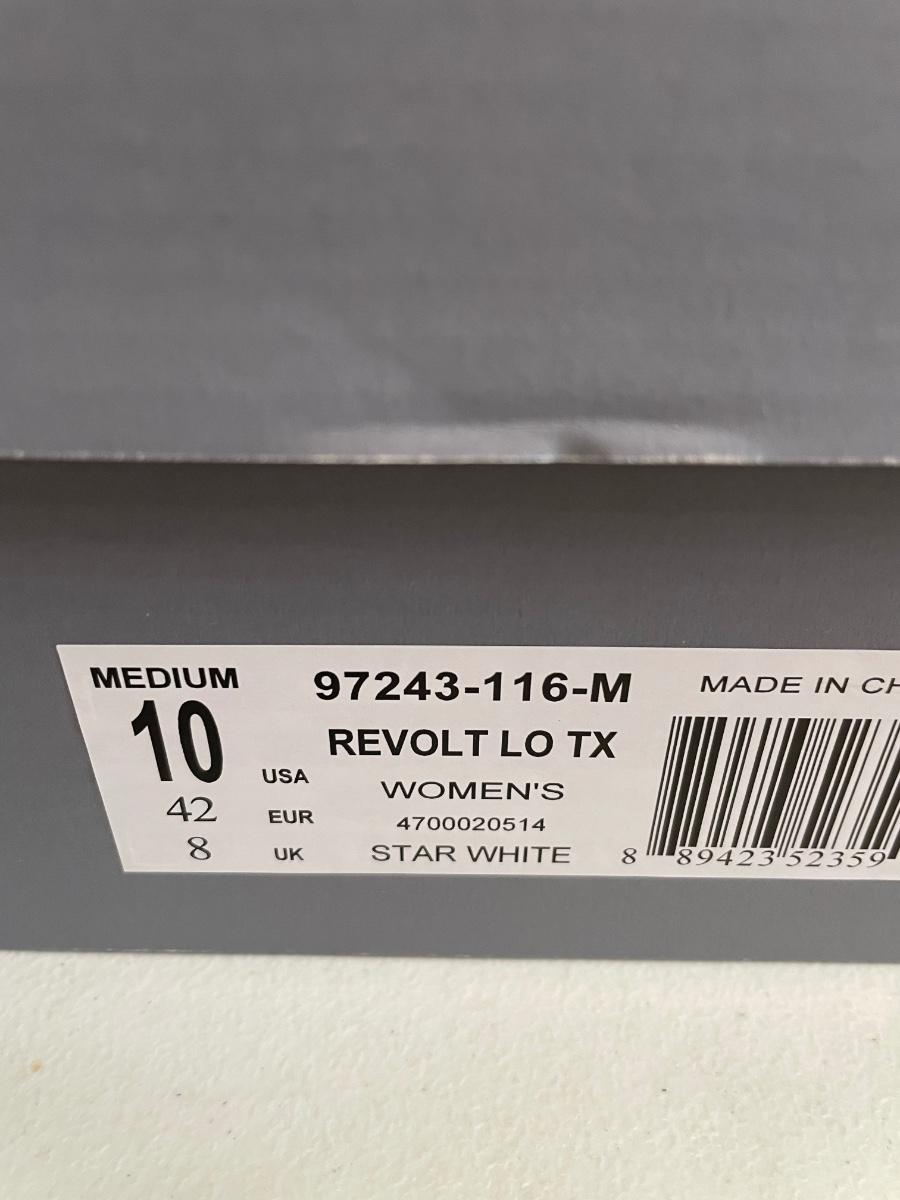 MEDIUM
10 USA
42 EUR
8 UK
97243-116-M
REVOLT LO TX
WOMEN'S
4700020514
STAR WHITE
MADE IN CH
8 89423 52359